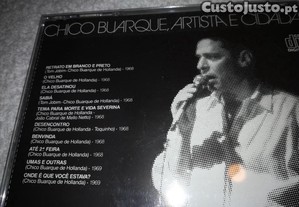 CustoJusto.pt
CHICO BUARQUE, ARTISTA E CIDADÃ
RETRATO EM BRANCO E PRETO
(Tom Jobim- Chico Buarque de Hollanda) - 1968
O VELHO
(Chico Buarque de Hollanda) - 1968
ELA DESATINOU
(Chico Buarque de Hollanda) - 1968
SABIÁ
(Tom Jobim - Chico Buarque de Hollanda) - 1968
TEMA PARA MORTE E VIDA SEVERINA
(Chico Buarque de Hollanda -
João Cabral de Mello Netto) - 1966
DESENCONTRO
(Chico Buarque de Hollanda - Toquinho) - 1968
BENVINDA
(Chico Buarque de Hollanda) - 1968
ATÉ 2ª FEIRA
(Chico Buarque de Hollanda) - 1968
UMAS E OUTRAS
(Chico Buarque de Hollanda) - 1969
ONDE É QUE VOCÊ ESTAVA?
(Chico Buarque de Hollanda) - 1969